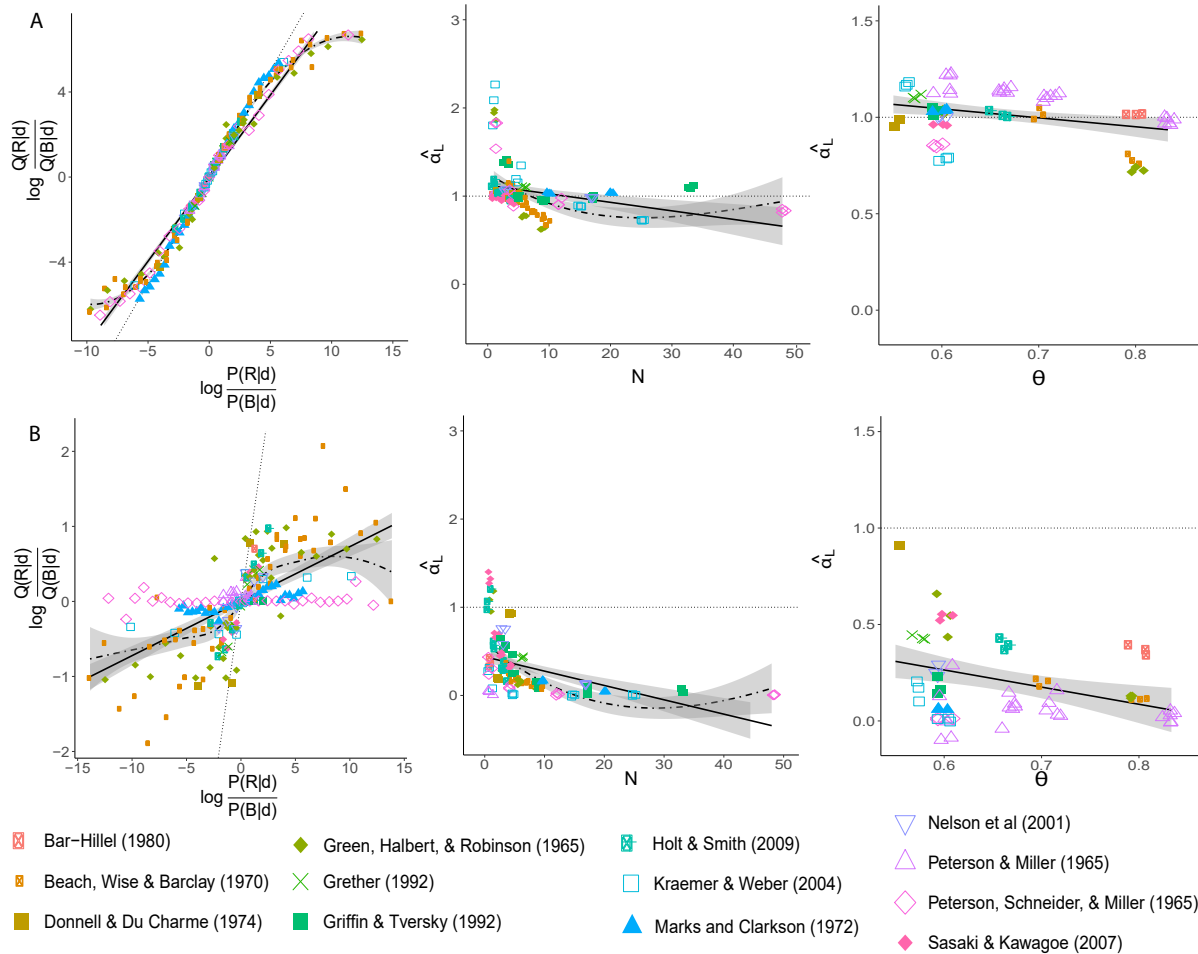 A
log Q(R|d) / Q(B|d)
4
0
−4
−10 −5 0 5 10 15
log P(R|d) / P(B|d)
α̂L
3
2
1
0
0 10 20 30 40 50
N
α̂L
1.5
1.0
0.5
0.0
0.6 0.7 0.8
θ
B
log Q(R|d) / Q(B|d)
2
1
0
−1
−2
−15 −10 −5 0 5 10 15
log P(R|d) / P(B|d)
α̂L
3
2
1
0
0 10 20 30 40 50
N
α̂L
1.5
1.0
0.5
0.0
0.6 0.7 0.8
θ
Bar−Hillel (1980)
Beach, Wise & Barclay (1970)
Donnell & Du Charme (1974)
Green, Halbert, & Robinson (1965)
Grether (1992)
Griffin & Tversky (1992)
Holt & Smith (2009)
Kraemer & Weber (2004)
Marks and Clarkson (1972)
Nelson et al (2001)
Peterson & Miller (1965)
Peterson, Schneider, & Miller (1965)
Sasaki & Kawagoe (2007)